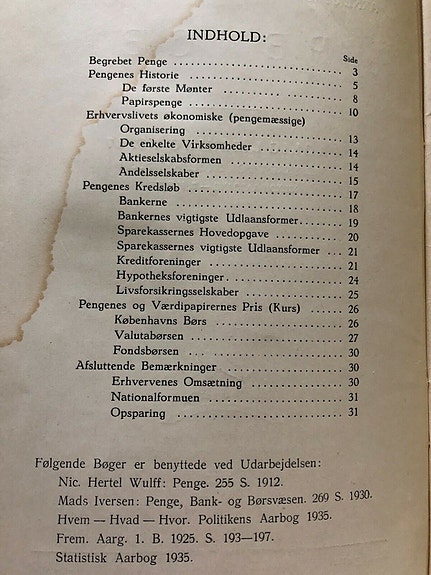 INDHOLD:
Side
Begrebet Penge ........ 3
Pengenes Historie ........ 5
De første Mønter ........ 8
Papirspenge ........ 10
Erhvervslivets økonomiske (pengemæssige)
Organisering ........ 13
De enkelte Virksomheder ........ 14
Aktieselskabsformen ........ 14
Andelsselskaber ........ 15
Pengenes Kredsløb ........ 17
Bankerne ........ 18
Bankernes vigtigste Udlaansformer ........ 19
Sparekassernes Hovedopgave ........ 20
Sparekassernes vigtigste Udlaansformer ... 21
Kreditforeninger ........ 21
Hypotheksforeninger ........ 24
Livsforsikringsselskaber ........ 25
Pengenes og Værdipapirernes Pris (Kurs) ........ 26
Københavns Børs ........ 26
Valutabørsen ........ 27
Fondsbørsen ........ 30
Afsluttende Bemærkninger ........ 30
Erhvervenes Omsætning ........ 30
Nationalformuen ........ 31
Opsparing ........ 31
Følgende Bøger er benyttede ved Udarbejdelsen:
Nic. Hertel Wulff: Penge. 255 S. 1912.
Mads Iversen: Penge, Bank- og Børsvæsen. 269 S. 1930.
Hvem — Hvad — Hvor. Politikens Aarbog 1935.
Frem. Aarg. 1. B. 1925. S. 193—197.
Statistisk Aarbog 1935.